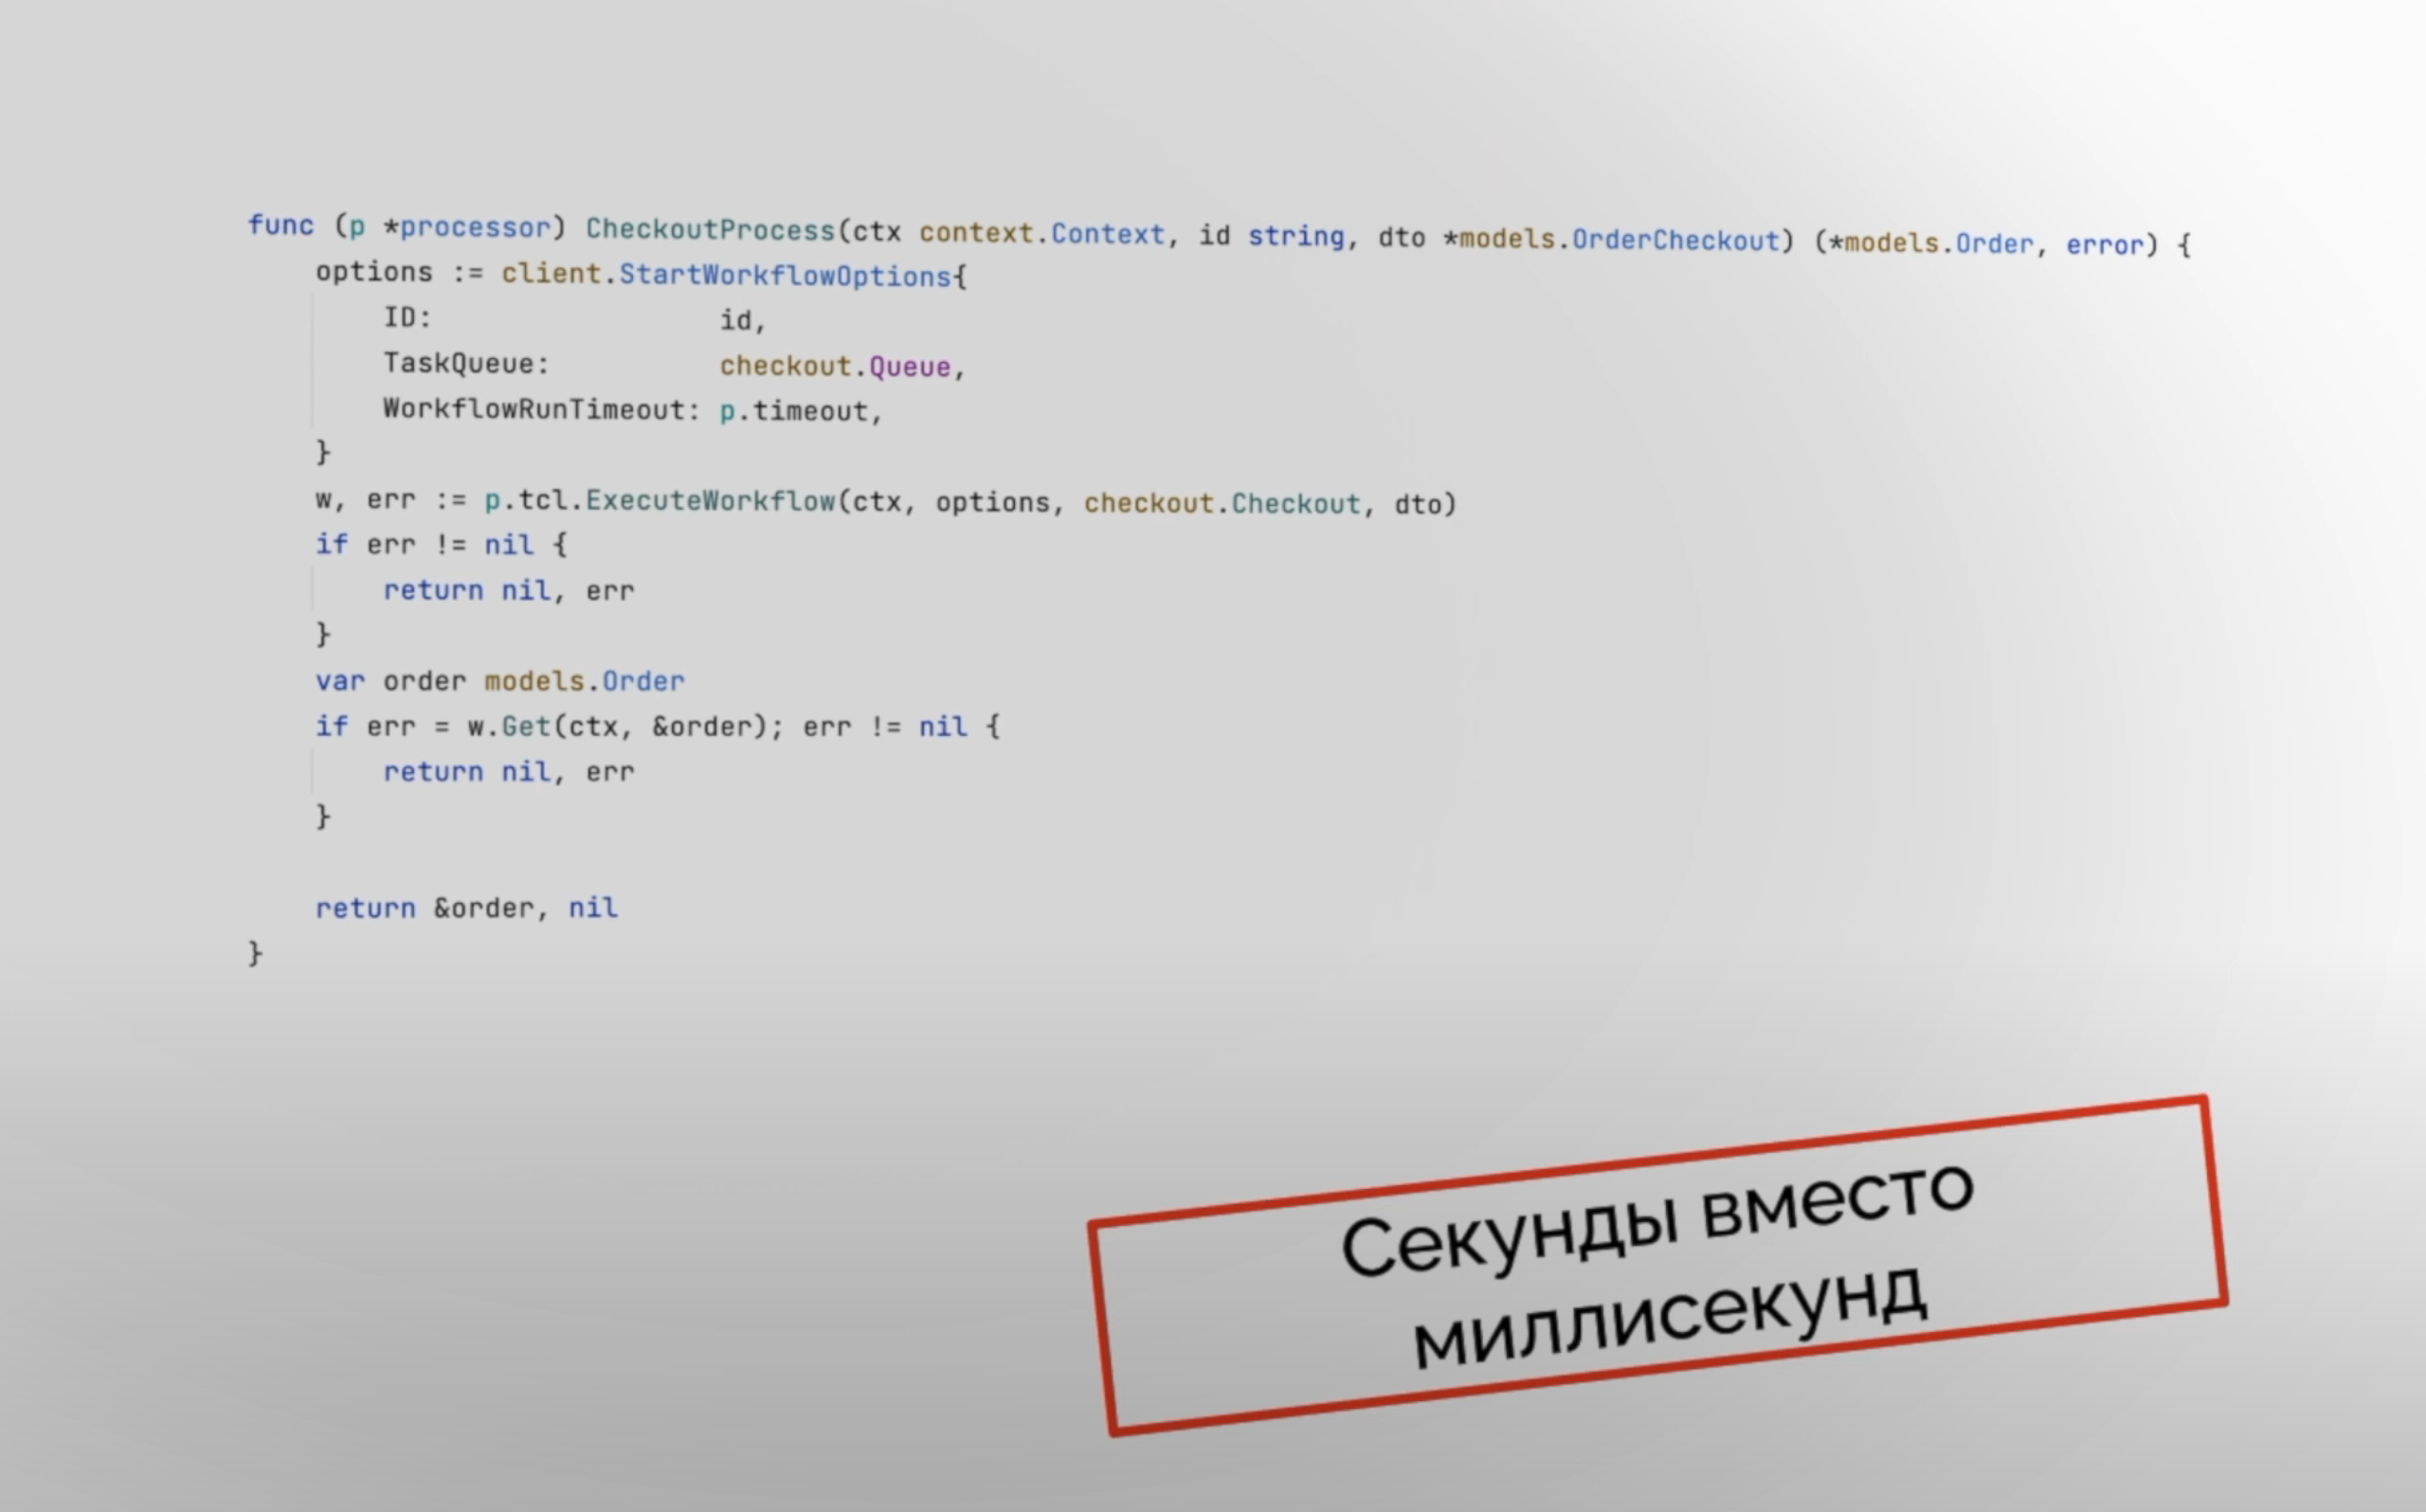 func (p *processor) CheckoutProcess(ctx context.Context, id string, dto *models.OrderCheckout) (*models.Order, error) {
    options := client.StartWorkflowOptions{
        ID:                 id,
        TaskQueue:          checkout.Queue,
        WorkflowRunTimeout: p.timeout,
    }
    w, err := p.tcl.ExecuteWorkflow(ctx, options, checkout.Checkout, dto)
    if err != nil {
        return nil, err
    }
    var order models.Order
    if err = w.Get(ctx, &order); err != nil {
        return nil, err
    }
    return &order, nil
}
Секунды вместо
миллисекунд